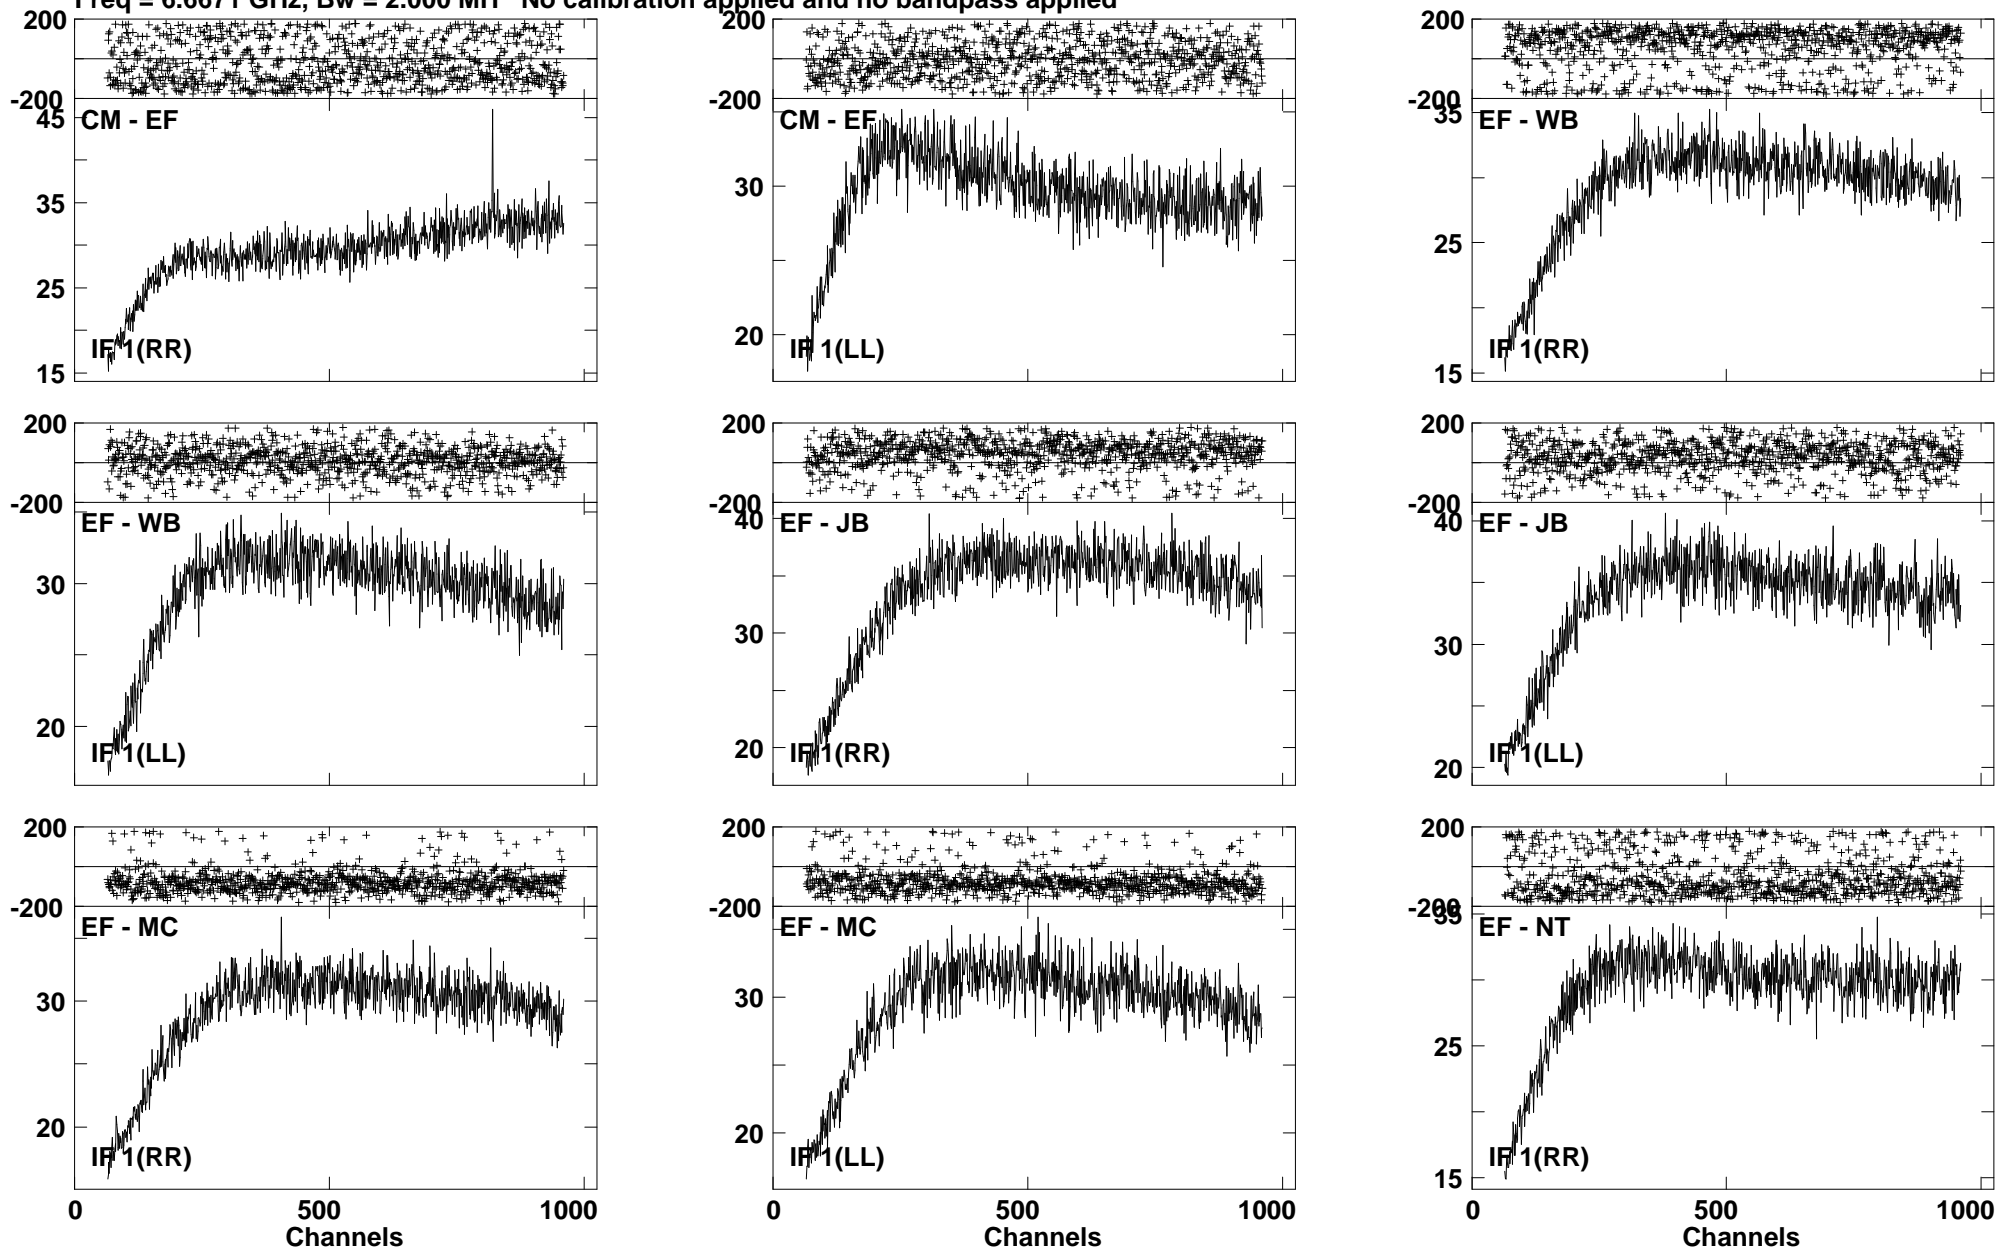 Freq = 6.6671 GHz, Bw = 2.000 MH No calibration applied and no bandpass applied
200
200
200
-200
-200
-200
45
CM - EF
CM - EF
35
EF - WB
35
30
25
25
20
15
IF 1(RR)
IF 1(LL)
15
IF 1(RR)
200
200
200
-200
-200
-200
EF - WB
40
EF - JB
40
EF - JB
30
30
30
20
20
20
IF 1(LL)
IF 1(RR)
IF 1(LL)
200
200
200
-200
-200
-200
EF - MC
EF - MC
35
EF - NT
30
30
25
20
20
15
IF 1(RR)
IF 1(LL)
IF 1(RR)
0 500 1000
0 500 1000
0 500 1000
Channels
Channels
Channels